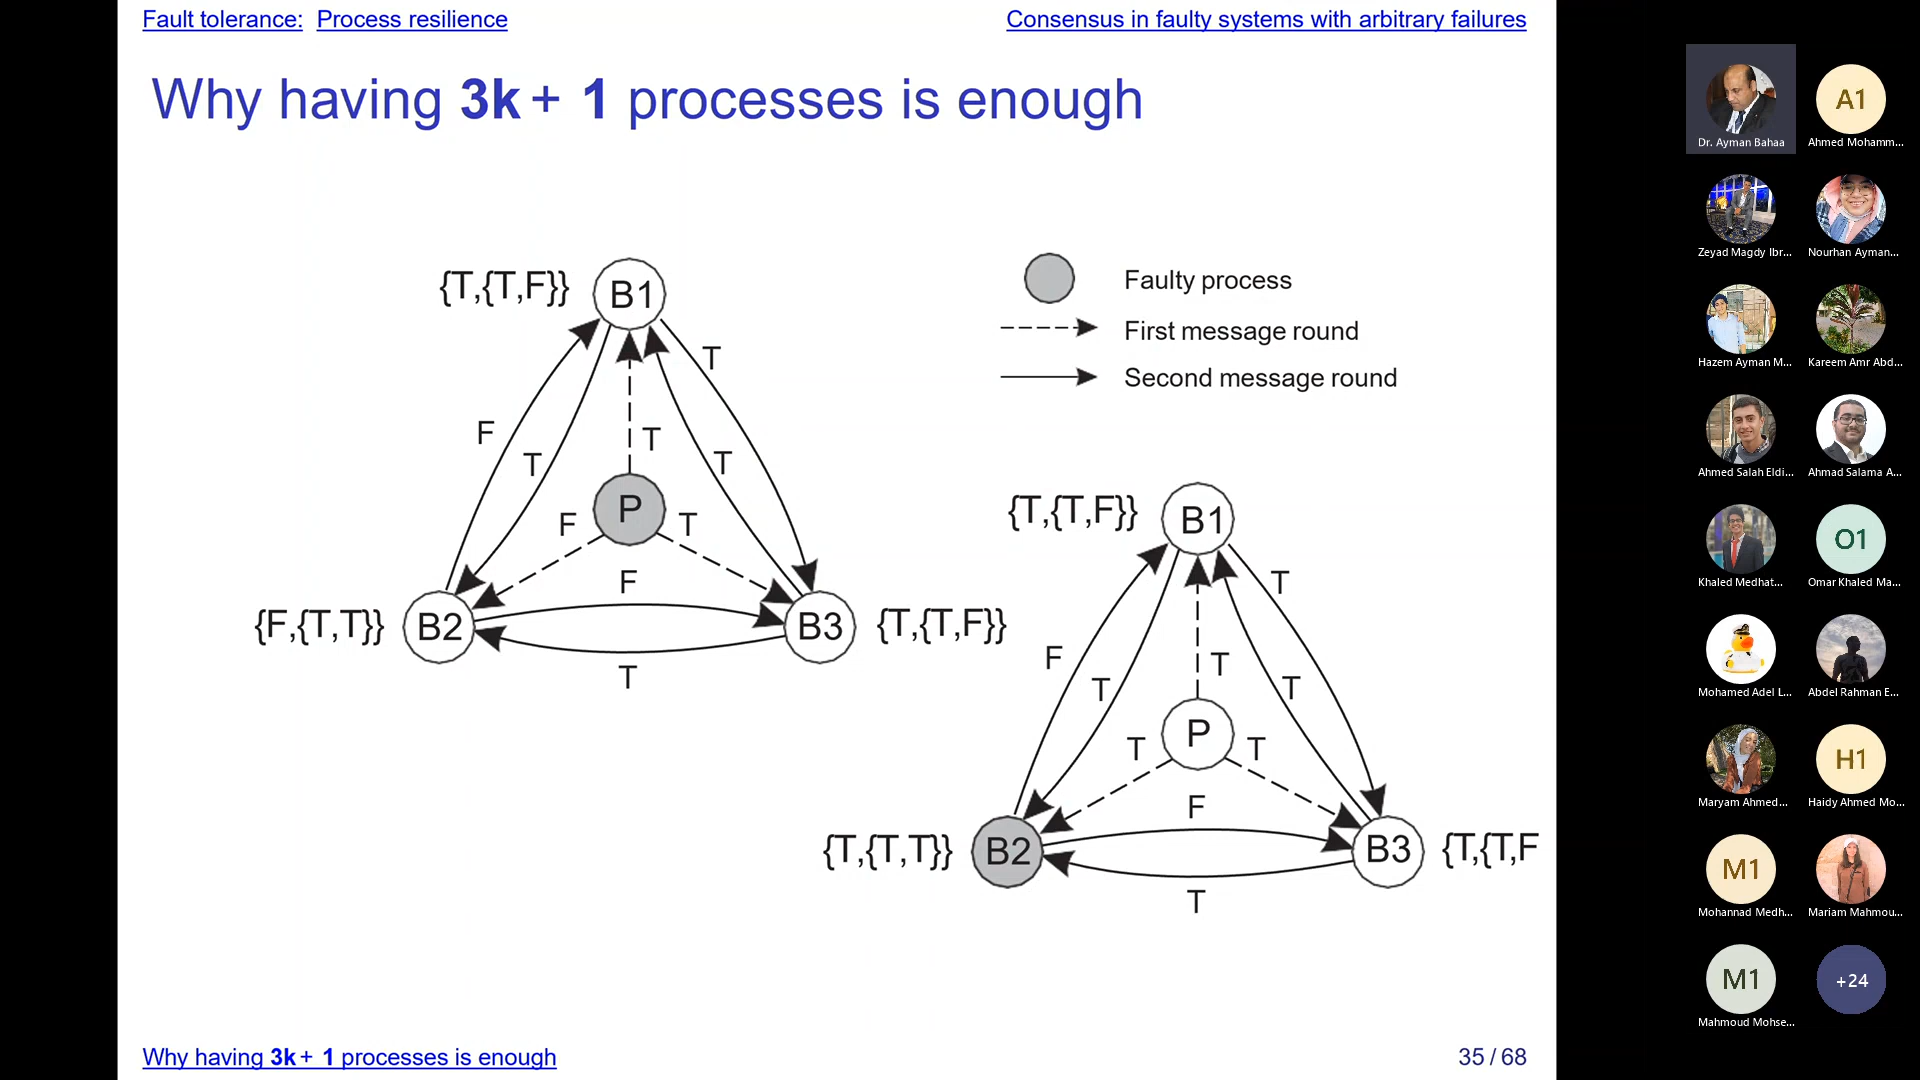 Fault tolerance: Process resilience
Consensus in faulty systems with arbitrary failures
Why having 3k + 1 processes is enough
{T,{T,F}}
B1
T
F
T
T
T
P
F
T
F
{F,{T,T}}
B2
B3
{T,{T,F}}
T
Faulty process
First message round
Second message round
{T,{T,F}}
B1
T
F
T
T
T
P
T
T
F
{T,{T,T}}
B2
B3
{T,{T,F
T
Why having 3k + 1 processes is enough
35 / 68
Dr. Ayman Bahaa
A1
Ahmed Mohamm...
Zeyad Magdy Ibr...
Nourhan Ayman...
Hazem Ayman M...
Kareem Amr Abd...
Ahmed Salah Eldi...
Ahmad Salama A...
Khaled Medhat...
O1
Omar Khaled Ma...
Mohamed Adel L...
Abdel Rahman E...
Maryam Ahmed...
H1
Haidy Ahmed Mo...
M1
Mohannad Medh...
Mariam Mahmou...
M1
Mahmoud Mohse...
+24